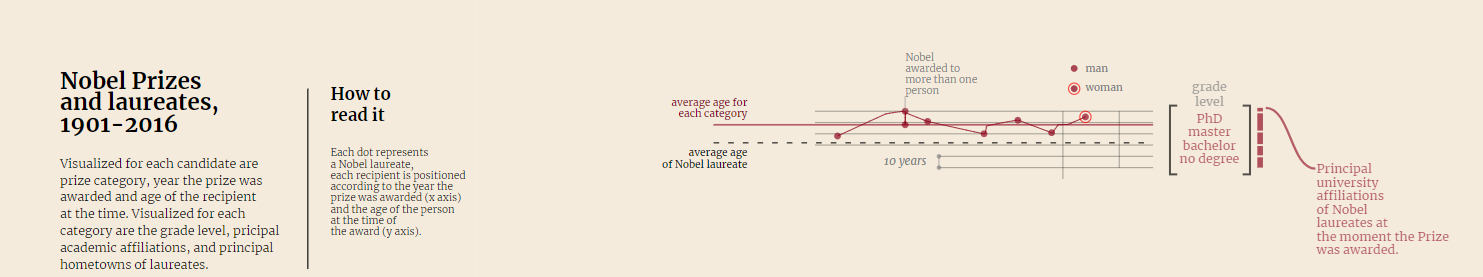 Nobel Prizes
and laureates,
1901-2016
Visualized for each candidate are
prize category, year the prize was
awarded and age of the recipient
at the time. Visualized for each
category are the grade level, pricipal
academic affiliations, and principal
hometowns of laureates.
How to
read it
Each dot represents
a Nobel laureate,
each recipient is positioned
according to the year the
prize was awarded (x axis)
and the age of the person
at the time of
the award (y axis).
average age for
each category
average age
of Nobel laureate
Nobel
awarded to
more than one
person
10 years
man
woman
grade
level
PhD
master
bachelor
no degree
Principal
university
affiliations
of Nobel
laureates at
the moment the Prize
was awarded.